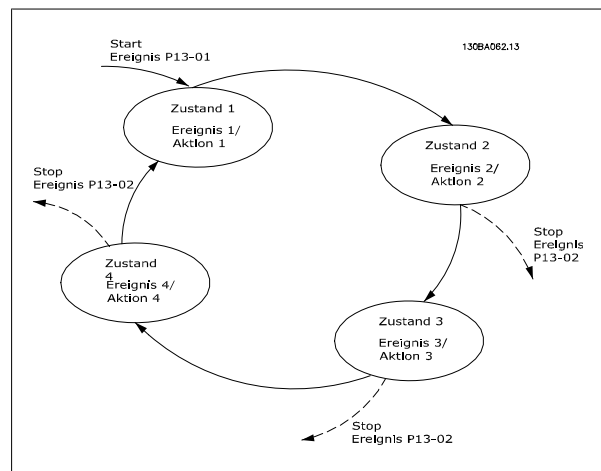 Start
Ereignis P13-01
130BA062.13
Zustand 1
Ereignis 1/
Aktion 1
Zustand 2
Ereignis 2/
Aktion 2
Stop
Ereignis P13-02
Stop
Ereignis
P13-02
Zustand
4
Ereignis 4/
Aktion 4
Zustand 3
Ereignis 3/
Aktion 3
Stop
Ereignis P13-02